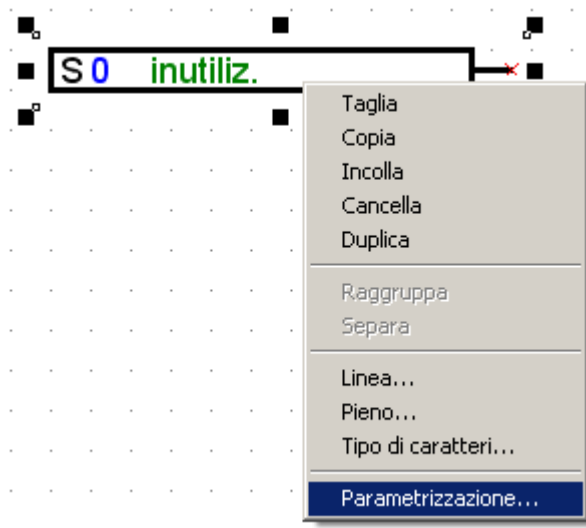 S 0 inutiliz.
Taglia
Copia
Incolla
Cancella
Duplica
Raggruppa
Separa
Linea...
Pieno...
Tipo di caratteri...
Parametrizzazione...